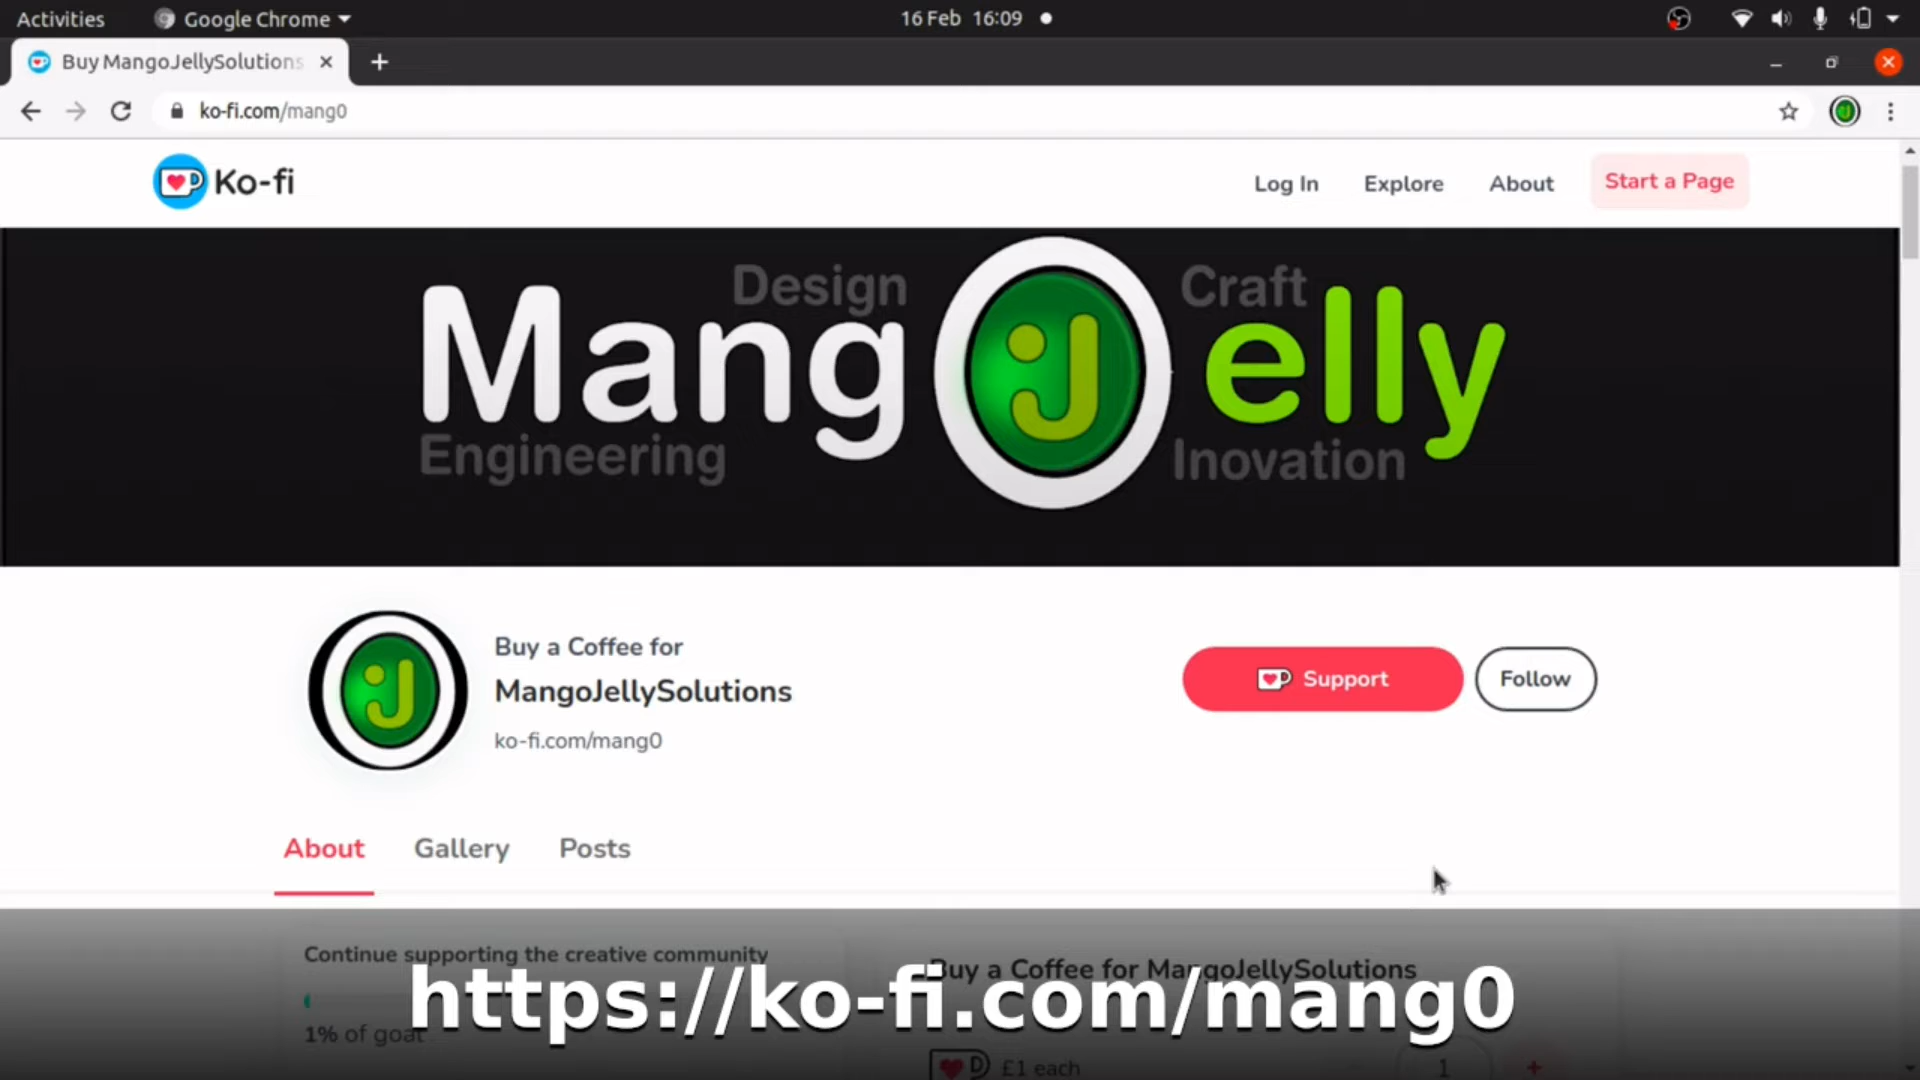 Activities
Google Chrome
16 Feb 16:09
Buy MangoJellySolutions
ko-fi.com/mang0
Ko-fi
Log In
Explore
About
Start a Page
Design
Craft
MangoJelly
Engineering
Inovation
Buy a Coffee for
MangoJellySolutions
ko-fi.com/mang0
Support
Follow
About
Gallery
Posts
Continue supporting the creative community
1% of goal
Buy a Coffee for MangoJellySolutions
£1 each
1
+
https://ko-fi.com/mang0